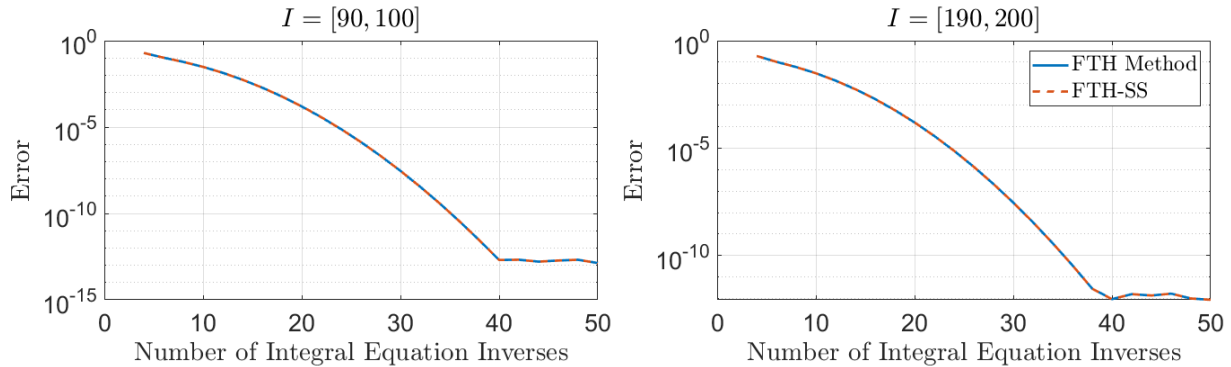 I = [90, 100]
10^0
10^-5
10^-10
10^-15
Error
0 10 20 30 40 50
Number of Integral Equation Inverses
I = [190, 200]
10^0
10^-5
10^-10
Error
FTH Method
FTH-SS
0 10 20 30 40 50
Number of Integral Equation Inverses